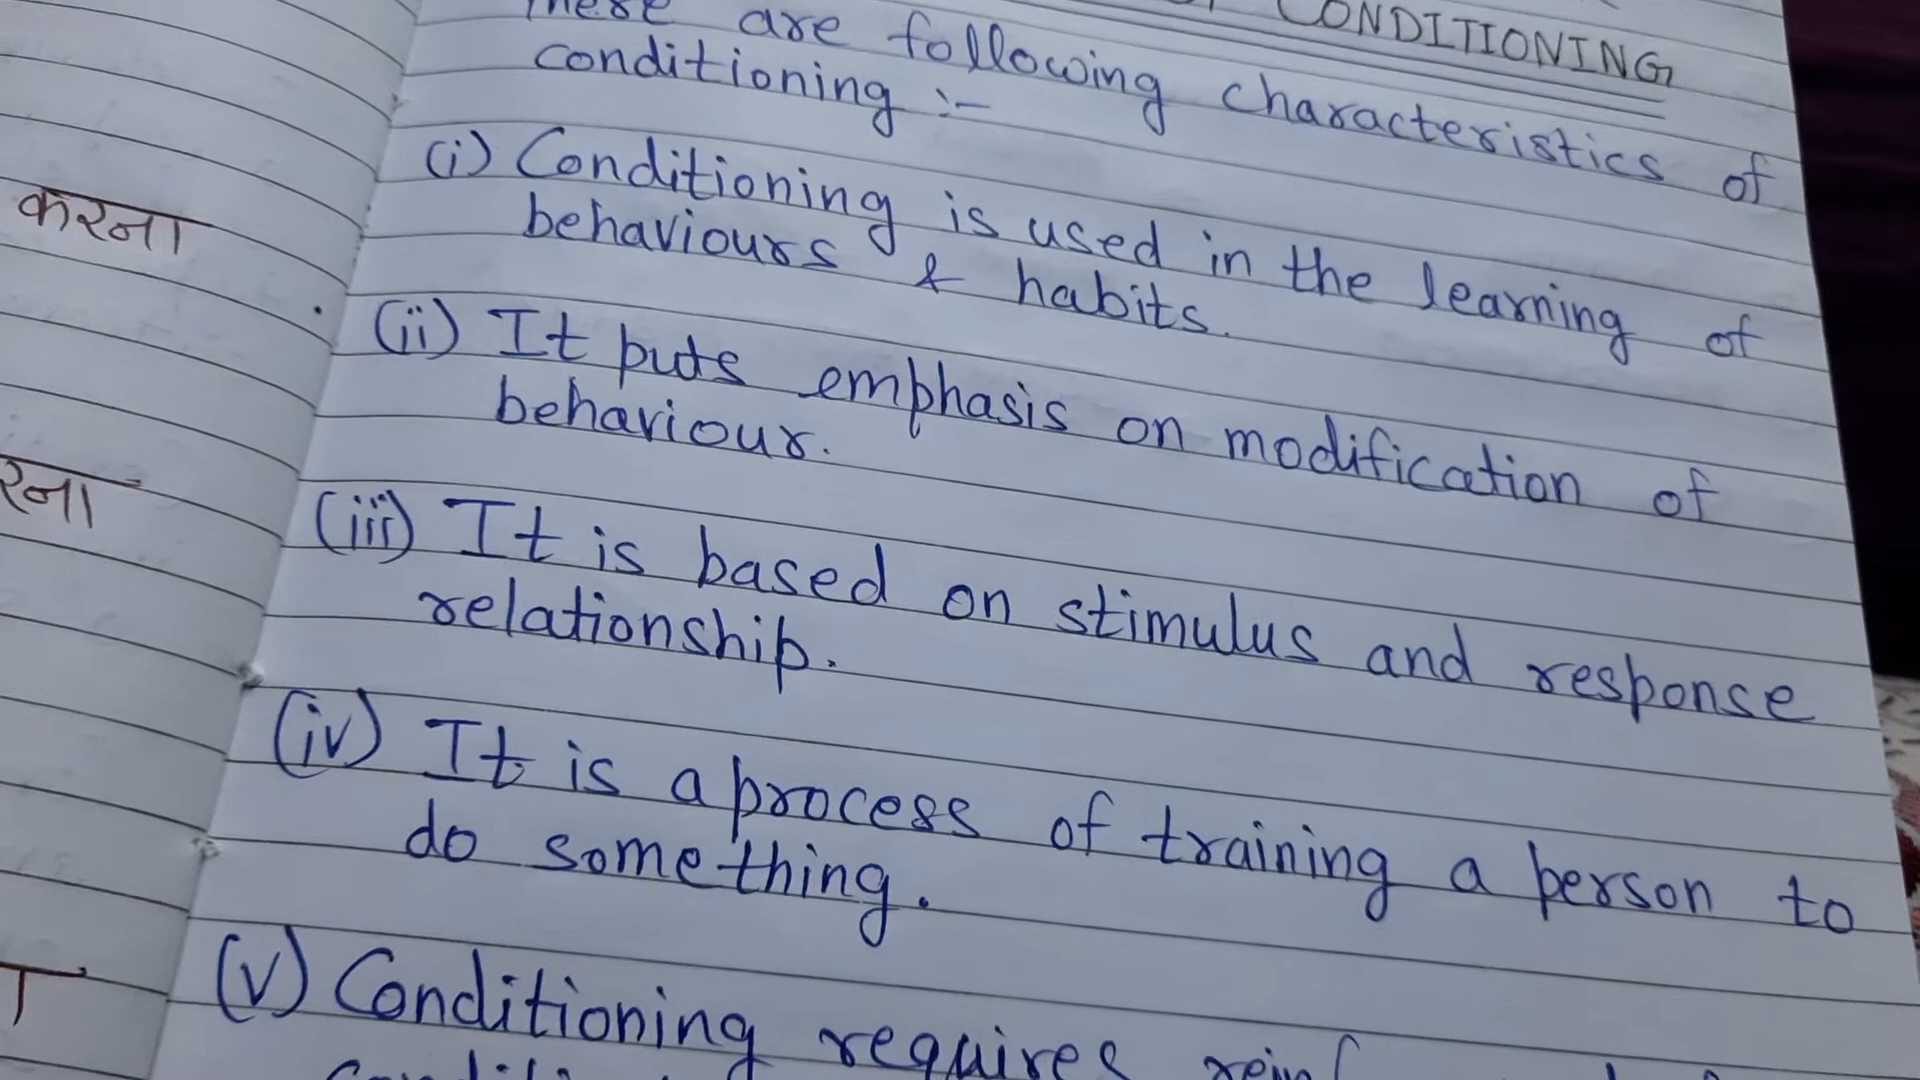 CONDITIONING
There are following characteristics of
conditioning :-
(i) Conditioning is used in the learning of
behaviours & habits.
(ii) It puts emphasis on modification of
behaviour.
(iii) It is based on stimulus and response
relationship.
(iv) It is a process of training a person to
do something.
(v) Conditioning requires
करना
रना